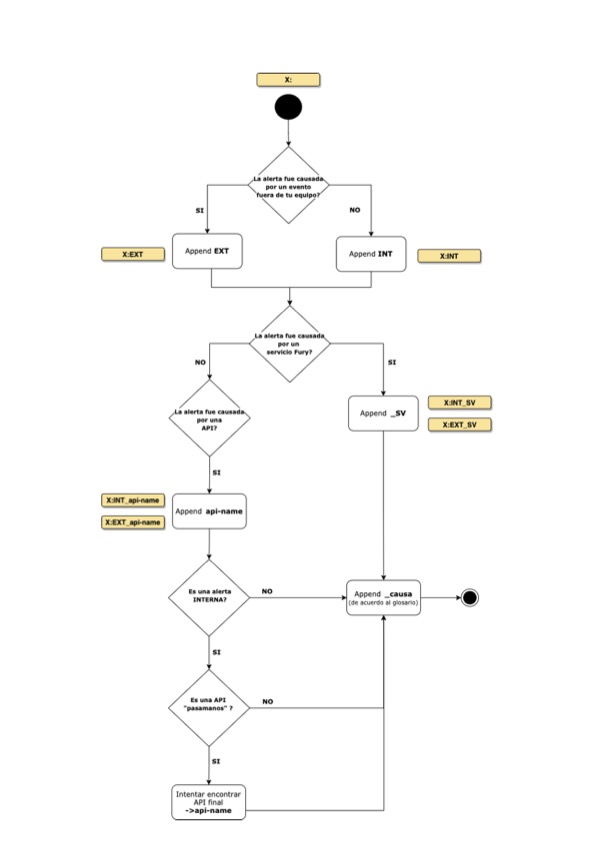 X:
La alerta fue causada
por un evento
fuera de tu equipo?
SI
NO
X:EXT
Append EXT
Append INT
X:INT
La alerta fue causada
por un
servicio Fury?
NO
SI
La alerta fue causada
por una
API?
Append _SV
X:INT_SV
X:EXT_SV
SI
X:INT_api-name
X:EXT_api-name
Append api-name
Es una alerta
INTERNA?
NO
Append _causa
(de acuerdo al glosario)
SI
Es una API
"pasamanos" ?
NO
SI
Intentar encontrar
API final
->api-name